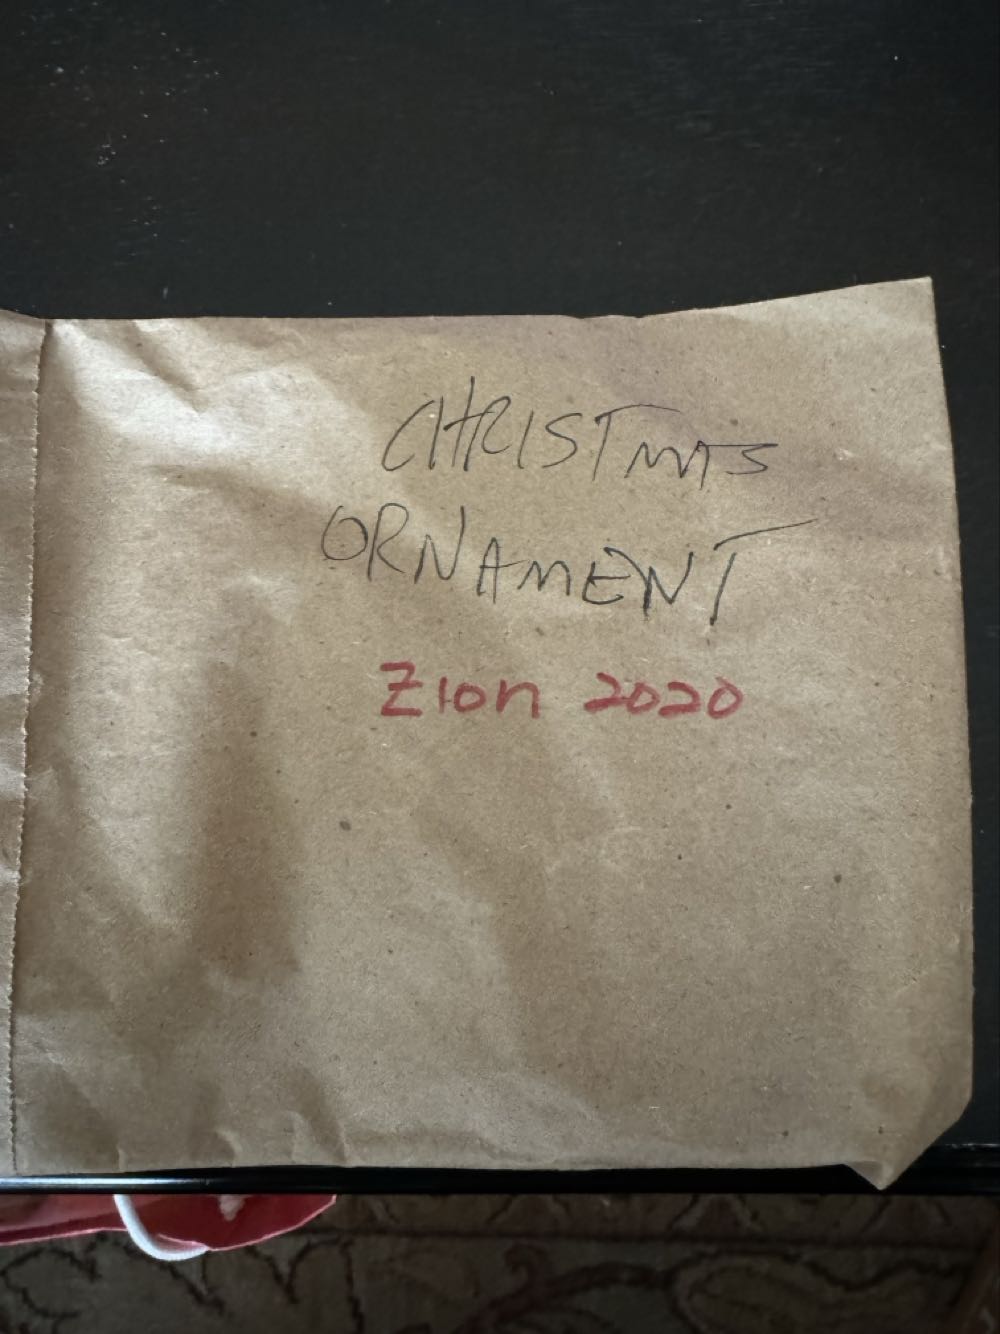 CHRISTMAS
ORNAMENT
Zion 2020